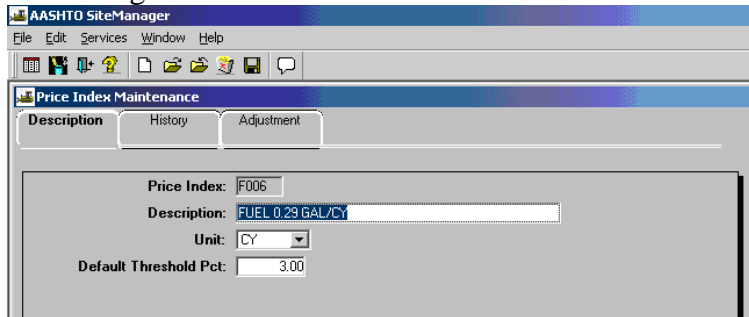 AASHTO SiteManager
File Edit Services Window Help
Price Index Maintenance
Description History Adjustment
Price Index: F006
Description: FUEL 0.29 GAL/CY
Unit: CY
Default Threshold Pct: 3.00